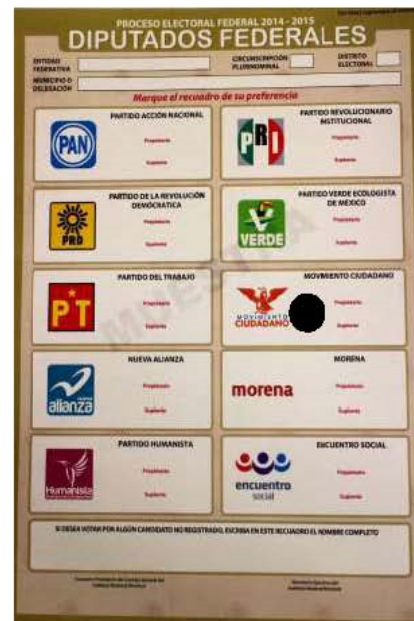 PROCESO ELECTORAL FEDERAL 2014 - 2015
DIPUTADOS FEDERALES
ENTIDAD FEDERATIVA
CIRCUNSCRIPCIÓN PLURINOMINAL
DISTRITO ELECTORAL
MUNICIPIO O DELEGACIÓN
Marque el recuadro de su preferencia
PARTIDO ACCIÓN NACIONAL
PAN
Propietario
Suplente
PARTIDO REVOLUCIONARIO
INSTITUCIONAL
PRI
Propietario
Suplente
PARTIDO DE LA REVOLUCIÓN
DEMOCRÁTICA
PRD
Propietario
Suplente
PARTIDO VERDE ECOLOGISTA
DE MÉXICO
VERDE
Propietario
Suplente
PARTIDO DEL TRABAJO
PT
Propietario
Suplente
MOVIMIENTO CIUDADANO
MOVIMIENTO
CIUDADANO
Propietario
Suplente
NUEVA ALIANZA
nueva
alianza
Propietario
Suplente
MORENA
morena
Propietario
Suplente
PARTIDO HUMANISTA
Humanista
Propietario
Suplente
ENCUENTRO SOCIAL
encuentro
social
Propietario
Suplente
MUESTRA
SI DESEA VOTAR POR ALGÚN CANDIDATO NO REGISTRADO, ESCRIBA EN ESTE RECUADRO EL NOMBRE COMPLETO